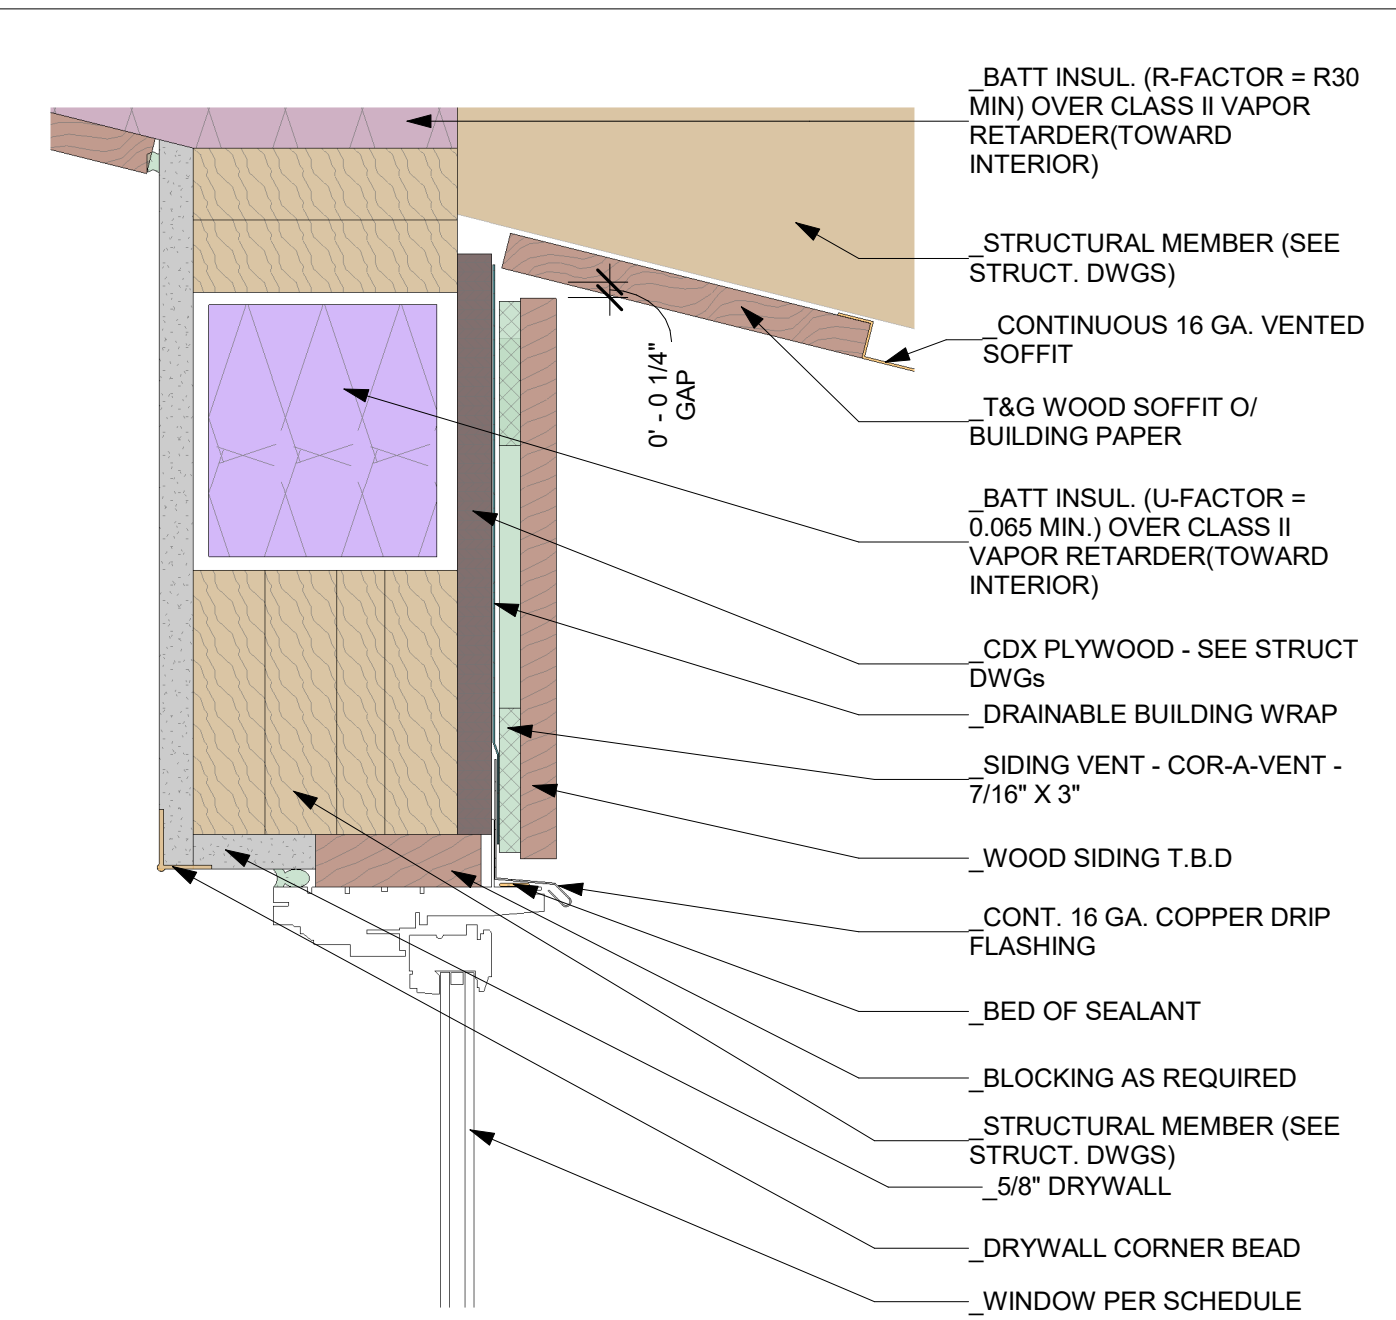 _BATT INSUL. (R-FACTOR = R30
MIN) OVER CLASS II VAPOR
RETARDER(TOWARD
INTERIOR)
_STRUCTURAL MEMBER (SEE
STRUCT. DWGS)
_CONTINUOUS 16 GA. VENTED
SOFFIT
0' - 0 1/4"
GAP
_T&G WOOD SOFFIT O/
BUILDING PAPER
_BATT INSUL. (U-FACTOR =
0.065 MIN.) OVER CLASS II
VAPOR RETARDER(TOWARD
INTERIOR)
_CDX PLYWOOD - SEE STRUCT
DWGs
_DRAINABLE BUILDING WRAP
_SIDING VENT - COR-A-VENT -
7/16" X 3"
_WOOD SIDING T.B.D
_CONT. 16 GA. COPPER DRIP
FLASHING
_BED OF SEALANT
_BLOCKING AS REQUIRED
_STRUCTURAL MEMBER (SEE
STRUCT. DWGS)
_5/8" DRYWALL
_DRYWALL CORNER BEAD
_WINDOW PER SCHEDULE